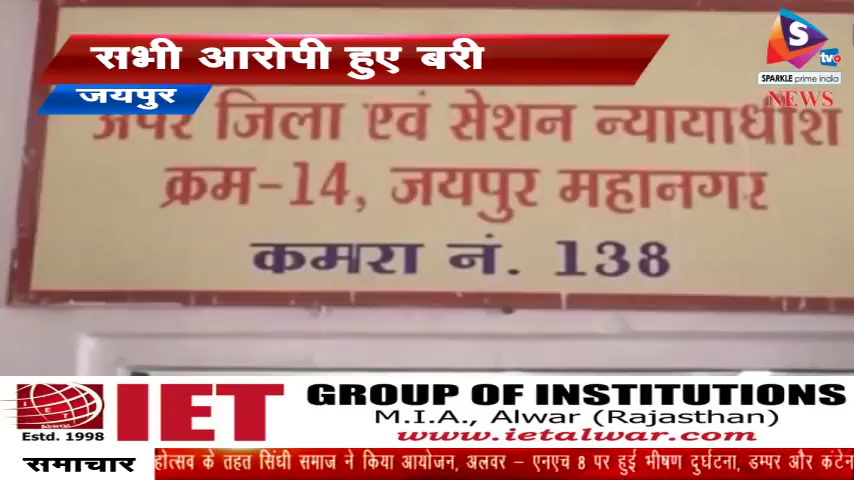 सभी आरोपी हुए बरी
S
tvo
SPARKLE prime india
NEWS
जयपुर
अपर जिला एवं सेशन न्यायाधीश
क्रम-14, जयपुर महानगर
कमरा नं. 138
IET
Estd. 1998
IET
GROUP OF INSTITUTIONS
M.I.A., Alwar (Rajasthan)
www.ietalwar.com
समाचार
होत्सव के तहत सिंधी समाज ने किया आयोजन, अलवर – एनएच 8 पर हुई भीषण दुर्घटना, डम्पर और कंटेन